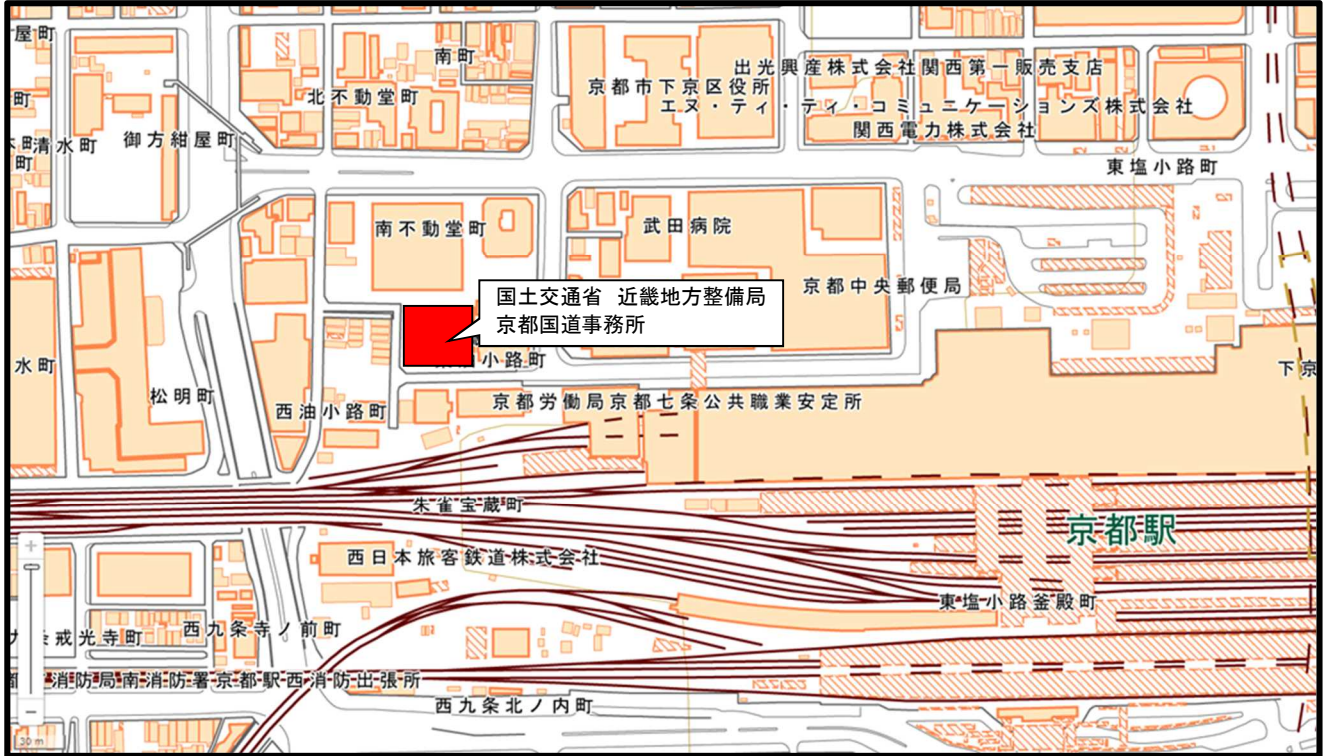 屋町
南町
出光興産株式会社関西第一販売支店
京都市下京区役所
北不動堂町
エヌ・ティ・ティ・コミュニケーションズ株式会社
町
関西電力株式会社
御方紺屋町
清水町
町
東塩小路町
南不動堂町
武田病院
京都中央郵便局
国土交通省 近畿地方整備局
京都国道事務所
小路町
水町
下京
松明町
西油小路町
京都労働局京都七条公共職業安定所
朱雀宝蔵町
京都駅
西日本旅客鉄道株式会社
東塩小路釜殿町
西九条寺ノ前町
条戒光寺町
消防局南消防署京都駅西消防出張所
西九条北ノ内町
30 m